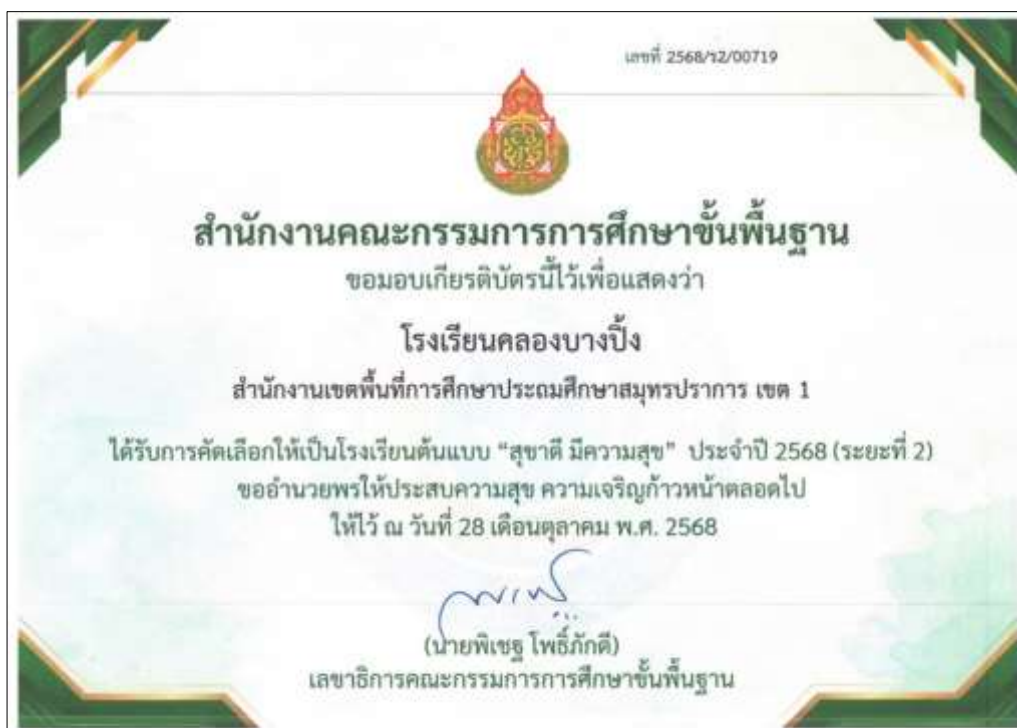 เลขที่ 2568/ร2/00719
สำนักงานคณะกรรมการการศึกษาขั้นพื้นฐาน
ขอมอบเกียรติบัตรนี้ไว้เพื่อแสดงว่า
โรงเรียนคลองบางปิ้ง
สำนักงานเขตพื้นที่การศึกษาประถมศึกษาสมุทรปราการ เขต 1
ได้รับการคัดเลือกให้เป็นโรงเรียนต้นแบบ “สุขาดี มีความสุข” ประจำปี 2568 (ระยะที่ 2)
ขออำนวยพรให้ประสบความสุข ความเจริญก้าวหน้าตลอดไป
ให้ไว้ ณ วันที่ 28 เดือนตุลาคม พ.ศ. 2568
(นายพิเชฐ โพธิ์ภักดี)
เลขาธิการคณะกรรมการการศึกษาขั้นพื้นฐาน